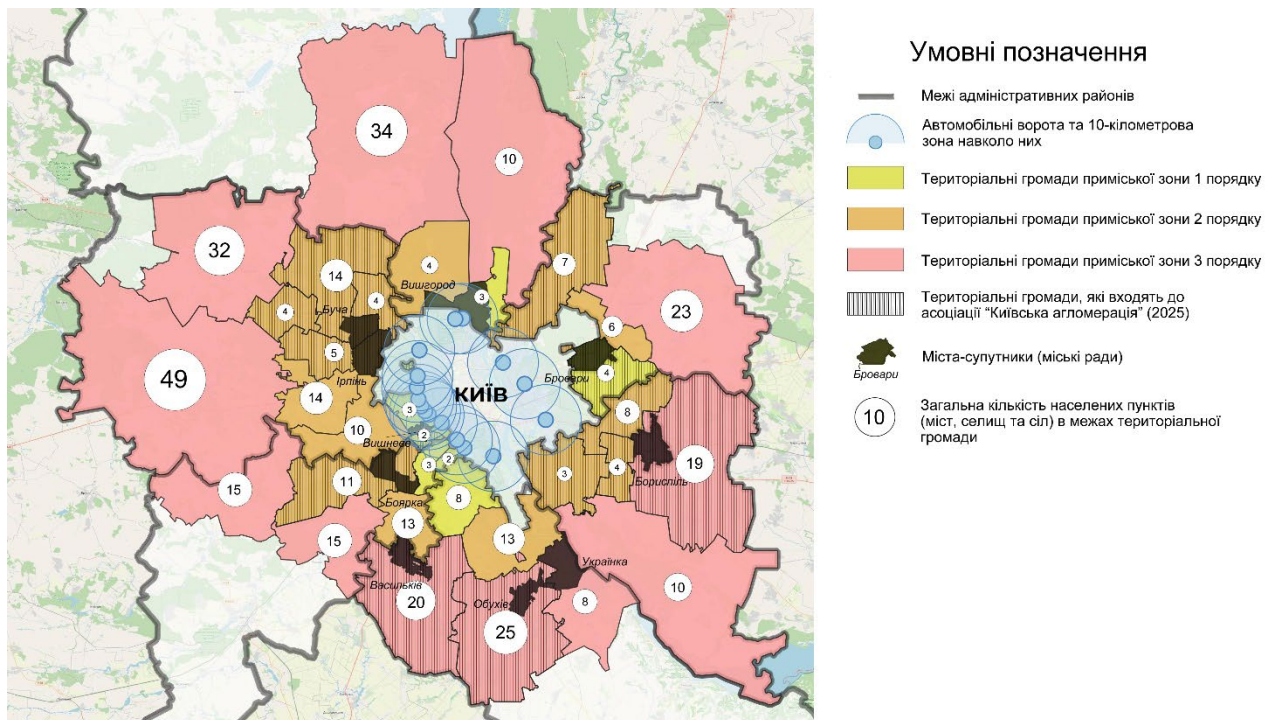 Умовні позначення
Межі адміністративних районів
Автомобільні ворота та 10-кілометрова
зона навколо них
Територіальні громади приміської зони 1 порядку
Територіальні громади приміської зони 2 порядку
Територіальні громади приміської зони 3 порядку
Територіальні громади, які входять до
асоціації “Київська агломерація” (2025)
Міста-супутники (міські ради)
Бровари
10
Загальна кількість населених пунктів
(міст, селищ та сіл) в межах територіальної
громади
34
10
32
14
4
7
Вишгород
3
23
4
Буча
4
6
5
Ірпінь
49
Бровари
4
14
київ
3
8
10
2
Вишневе
3
2
19
3
4
11
Бориспіль
15
8
Боярка
13
13
15
Українка
Васильків
10
20
Обухів
8
25